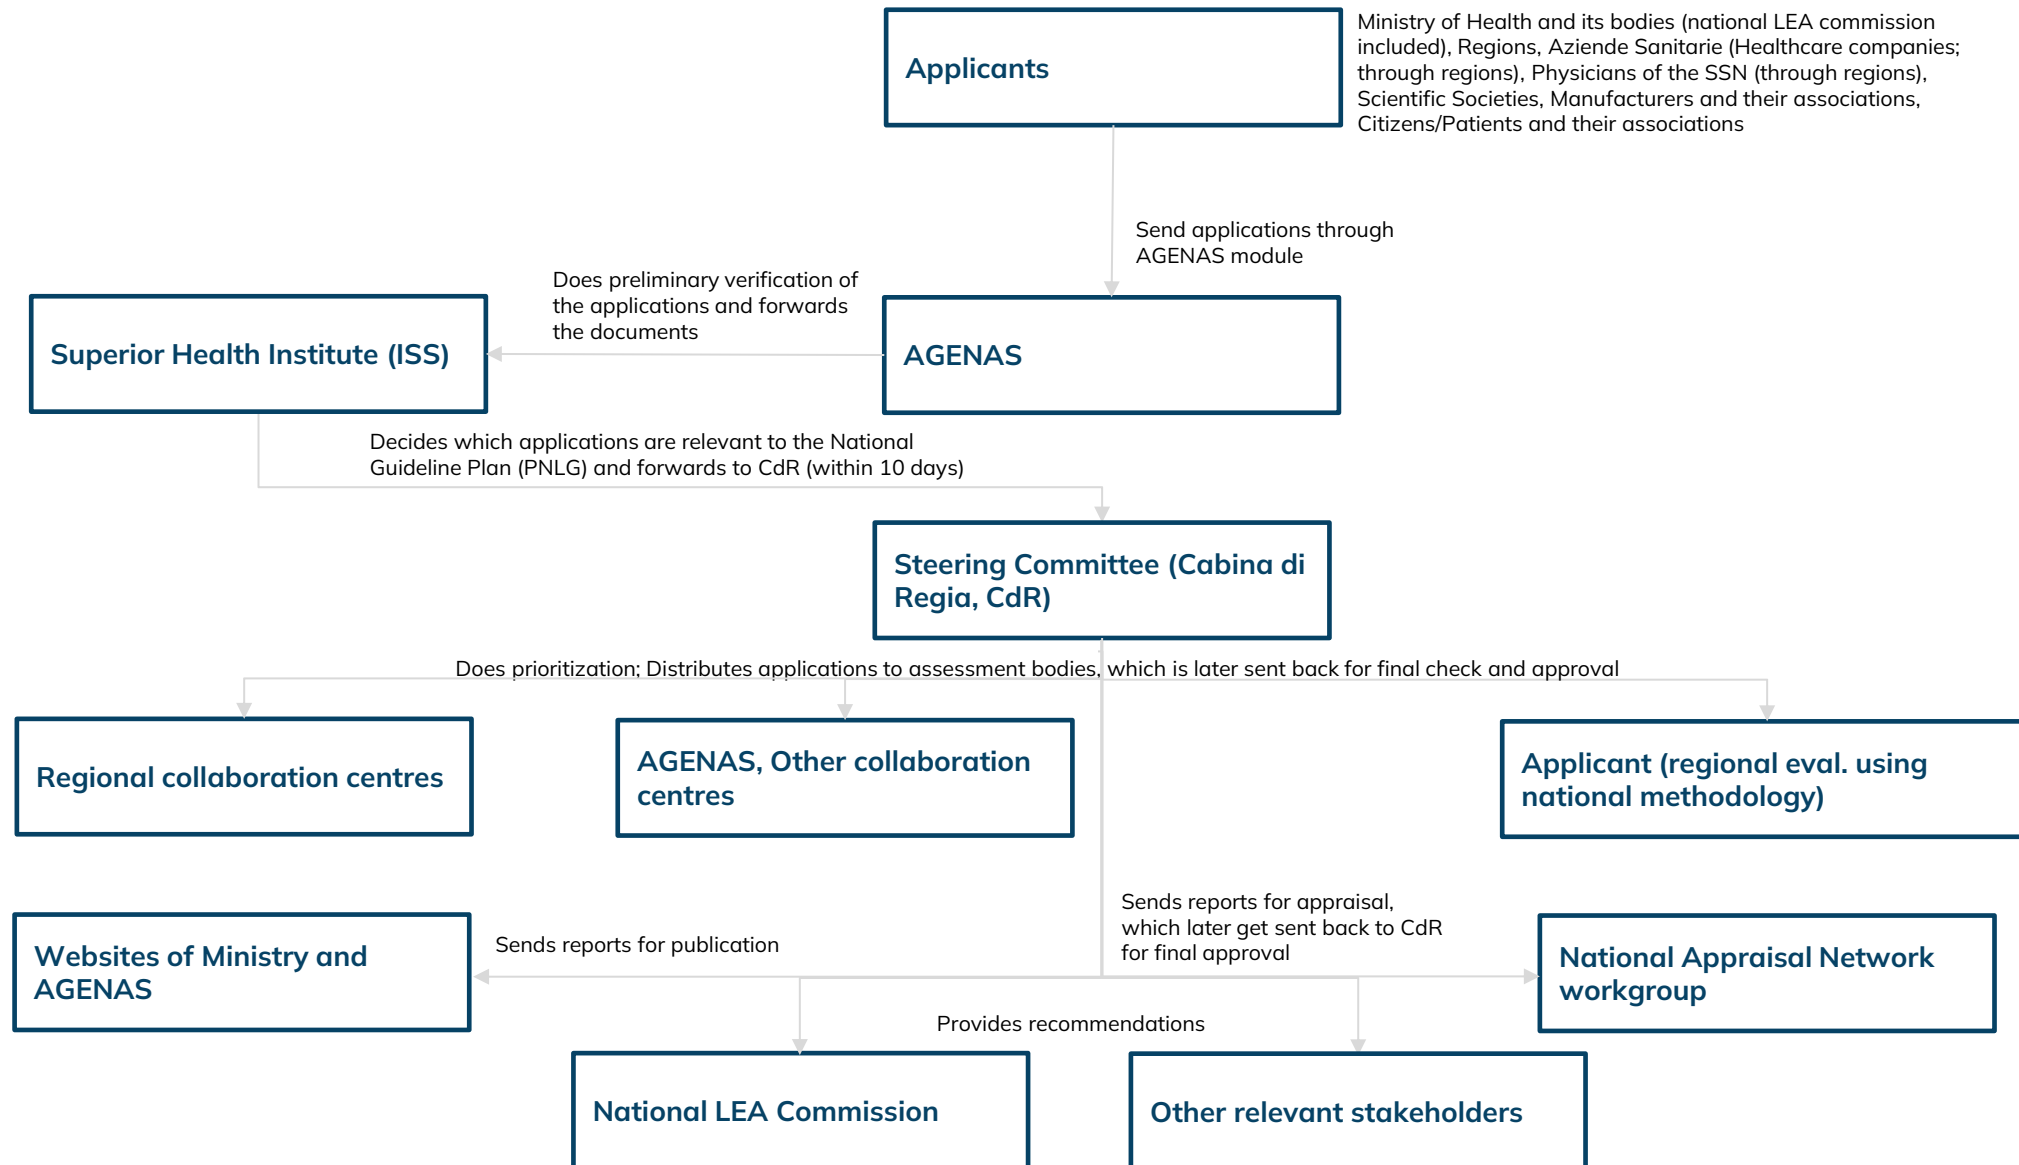 Applicants
Ministry of Health and its bodies (national LEA commission
included), Regions, Aziende Sanitarie (Healthcare companies;
through regions), Physicians of the SSN (through regions),
Scientific Societies, Manufacturers and their associations,
Citizens/Patients and their associations
Send applications through
AGENAS module
Does preliminary verification of
the applications and forwards
the documents
Superior Health Institute (ISS)
AGENAS
Decides which applications are relevant to the National
Guideline Plan (PNLG) and forwards to CdR (within 10 days)
Steering Committee (Cabina di
Regia, CdR)
Does prioritization; Distributes applications to assessment bodies, which is later sent back for final check and approval
Regional collaboration centres
AGENAS, Other collaboration
centres
Applicant (regional eval. using
national methodology)
Websites of Ministry and
AGENAS
Sends reports for publication
Sends reports for appraisal,
which later get sent back to CdR
for final approval
National Appraisal Network
workgroup
Provides recommendations
National LEA Commission
Other relevant stakeholders